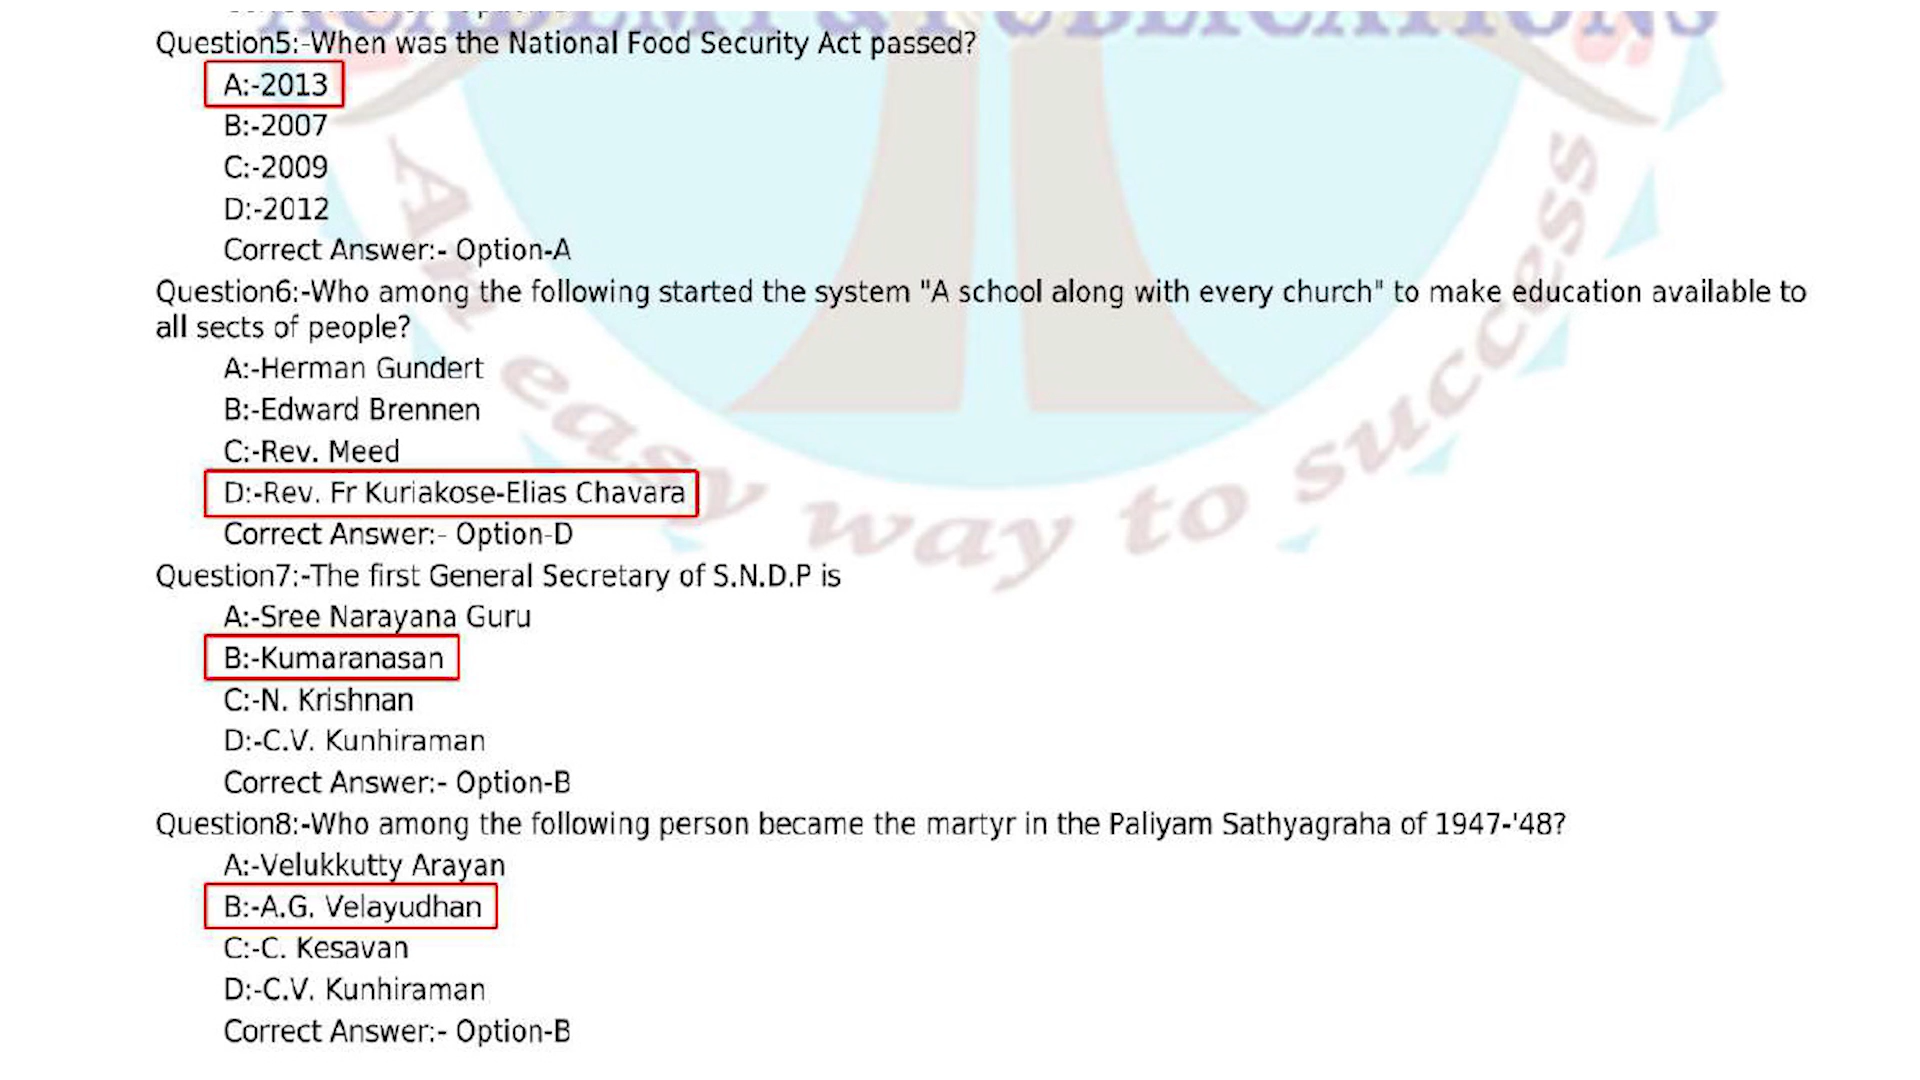 ACADEMY & PUBLICATIONS
Question5:-When was the National Food Security Act passed?
A:-2013
B:-2007
C:-2009
D:-2012
Correct Answer:- Option-A
Question6:-Who among the following started the system "A school along with every church" to make education available to
all sects of people?
A:-Herman Gundert
B:-Edward Brennen
C:-Rev. Meed
D:-Rev. Fr Kuriakose-Elias Chavara
Correct Answer:- Option-D
Question7:-The first General Secretary of S.N.D.P is
A:-Sree Narayana Guru
B:-Kumaranasan
C:-N. Krishnan
D:-C.V. Kunhiraman
Correct Answer:- Option-B
Question8:-Who among the following person became the martyr in the Paliyam Sathyagraha of 1947-'48?
A:-Velukkutty Arayan
B:-A.G. Velayudhan
C:-C. Kesavan
D:-C.V. Kunhiraman
Correct Answer:- Option-B
An easy way to success